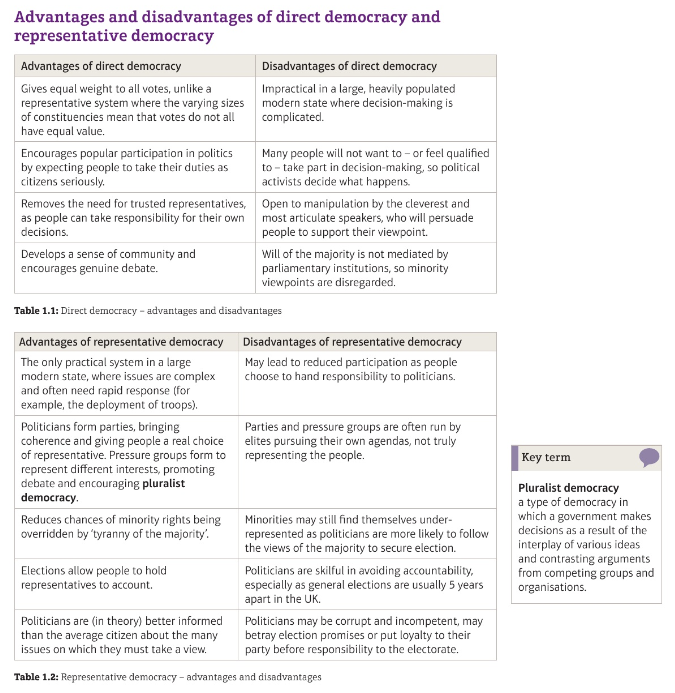 Advantages and disadvantages of direct democracy and
representative democracy
Advantages of direct democracy
Disadvantages of direct democracy
Gives equal weight to all votes, unlike a
representative system where the varying sizes
of constituencies mean that votes do not all
have equal value.
Impractical in a large, heavily populated
modern state where decision-making is
complicated.
Encourages popular participation in politics
by expecting people to take their duties as
citizens seriously.
Many people will not want to – or feel qualified
to – take part in decision-making, so political
activists decide what happens.
Removes the need for trusted representatives,
as people can take responsibility for their own
decisions.
Open to manipulation by the cleverest and
most articulate speakers, who will persuade
people to support their viewpoint.
Develops a sense of community and
encourages genuine debate.
Will of the majority is not mediated by
parliamentary institutions, so minority
viewpoints are disregarded.
Table 1.1: Direct democracy – advantages and disadvantages
Advantages of representative democracy
Disadvantages of representative democracy
The only practical system in a large
modern state, where issues are complex
and often need rapid response (for
example, the deployment of troops).
May lead to reduced participation as people
choose to hand responsibility to politicians.
Politicians form parties, bringing
coherence and giving people a real choice
of representative. Pressure groups form to
represent different interests, promoting
debate and encouraging pluralist
democracy.
Parties and pressure groups are often run by
elites pursuing their own agendas, not truly
representing the people.
Reduces chances of minority rights being
overridden by ‘tyranny of the majority’.
Minorities may still find themselves under-
represented as politicians are more likely to follow
the views of the majority to secure election.
Elections allow people to hold
representatives to account.
Politicians are skilful in avoiding accountability,
especially as general elections are usually 5 years
apart in the UK.
Politicians are (in theory) better informed
than the average citizen about the many
issues on which they must take a view.
Politicians may be corrupt and incompetent, may
betray election promises or put loyalty to their
party before responsibility to the electorate.
Table 1.2: Representative democracy – advantages and disadvantages
Key term
Pluralist democracy
a type of democracy in
which a government makes
decisions as a result of the
interplay of various ideas
and contrasting arguments
from competing groups and
organisations.